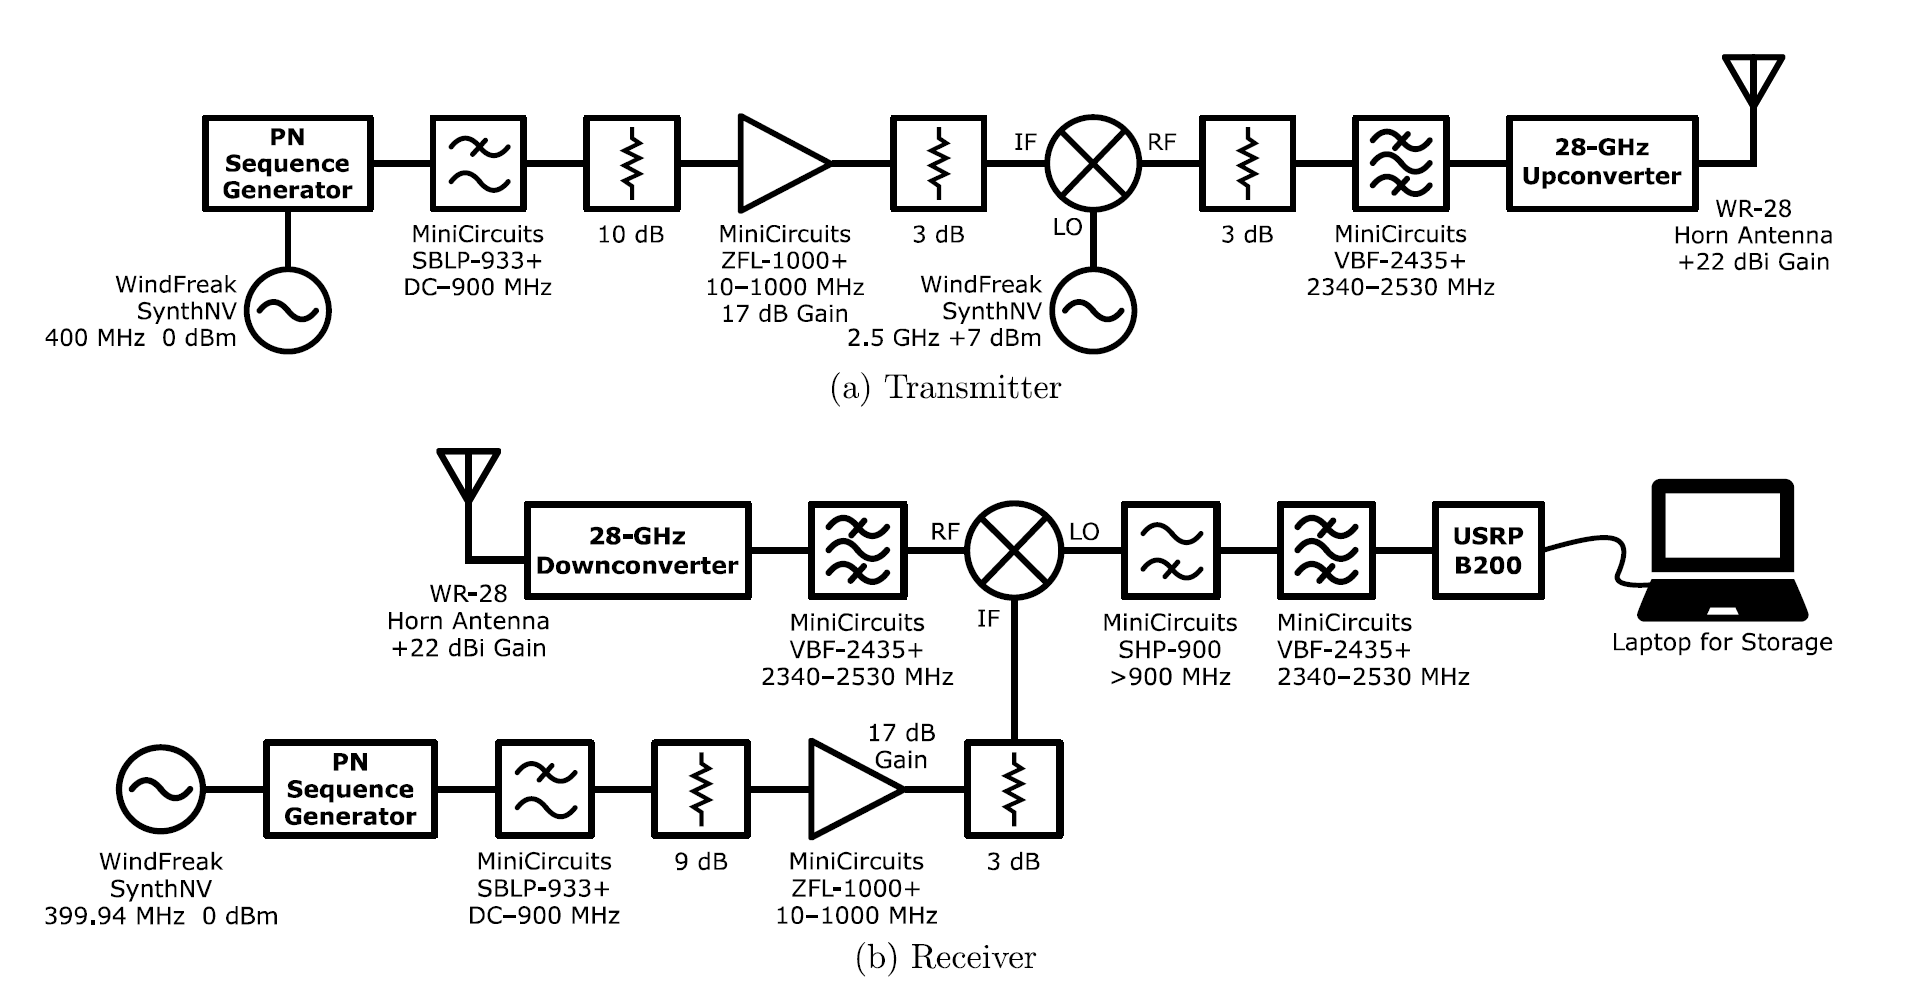 PN
Sequence
Generator
WindFreak
SynthNV
400 MHz 0 dBm
MiniCircuits
SBLP-933+
DC–900 MHz
10 dB
MiniCircuits
ZFL-1000+
10–1000 MHz
17 dB Gain
3 dB
IF
RF
LO
WindFreak
SynthNV
2.5 GHz +7 dBm
3 dB
MiniCircuits
VBF-2435+
2340–2530 MHz
28-GHz
Upconverter
WR-28
Horn Antenna
+22 dBi Gain
(a) Transmitter
WR-28
Horn Antenna
+22 dBi Gain
28-GHz
Downconverter
MiniCircuits
VBF-2435+
2340–2530 MHz
RF
LO
IF
MiniCircuits
SHP-900
>900 MHz
MiniCircuits
VBF-2435+
2340–2530 MHz
USRP
B200
Laptop for Storage
WindFreak
SynthNV
399.94 MHz 0 dBm
PN
Sequence
Generator
MiniCircuits
SBLP-933+
DC–900 MHz
9 dB
17 dB
Gain
MiniCircuits
ZFL-1000+
10–1000 MHz
3 dB
(b) Receiver